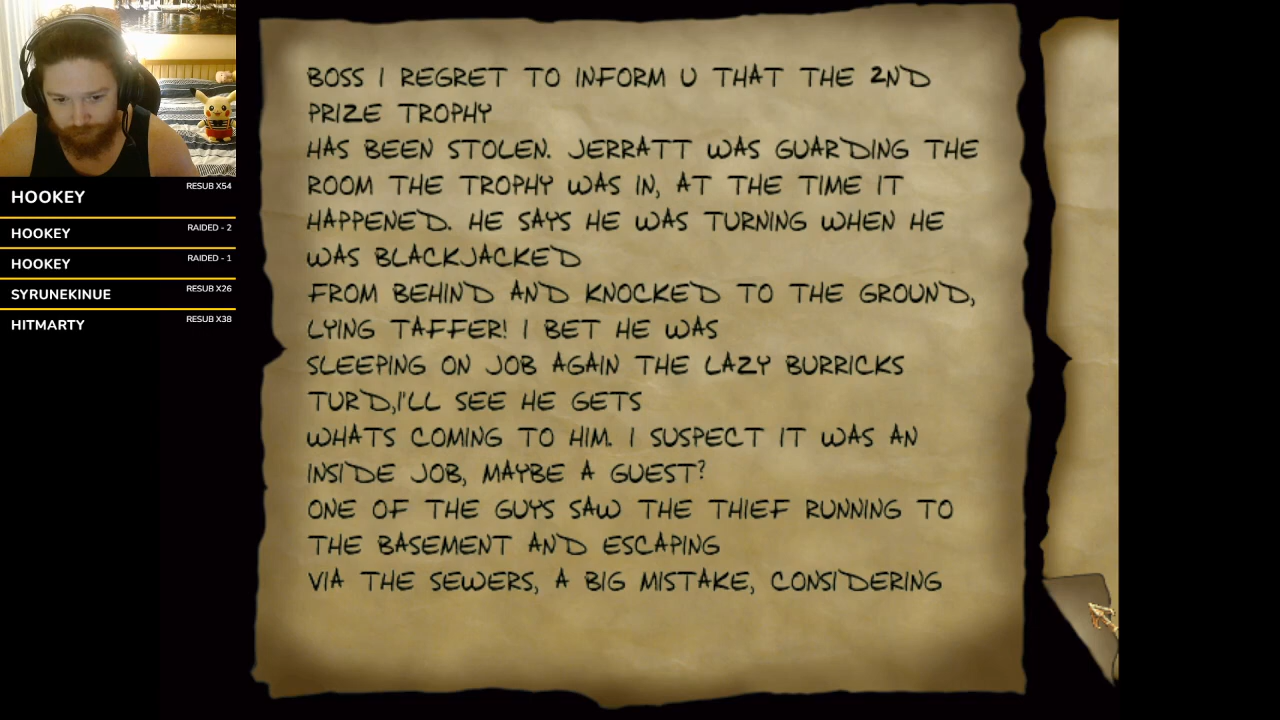 HOOKEY
RESUB X54
HOOKEY
RAIDED - 2
HOOKEY
RAIDED - 1
SYRUNEKINUE
RESUB X26
HITMARTY
RESUB X38
BOSS I REGRET TO INFORM U THAT THE 2ND
PRIZE TROPHY
HAS BEEN STOLEN. JERRATT WAS GUARDING THE
ROOM THE TROPHY WAS IN, AT THE TIME IT
HAPPENED. HE SAYS HE WAS TURNING WHEN HE
WAS BLACKJACKED
FROM BEHIND AND KNOCKED TO THE GROUND,
LYING TAFFER! I BET HE WAS
SLEEPING ON JOB AGAIN THE LAZY BURRICKS
TURD,I'LL SEE HE GETS
WHATS COMING TO HIM. I SUSPECT IT WAS AN
INSIDE JOB, MAYBE A GUEST?
ONE OF THE GUYS SAW THE THIEF RUNNING TO
THE BASEMENT AND ESCAPING
VIA THE SEWERS, A BIG MISTAKE, CONSIDERING